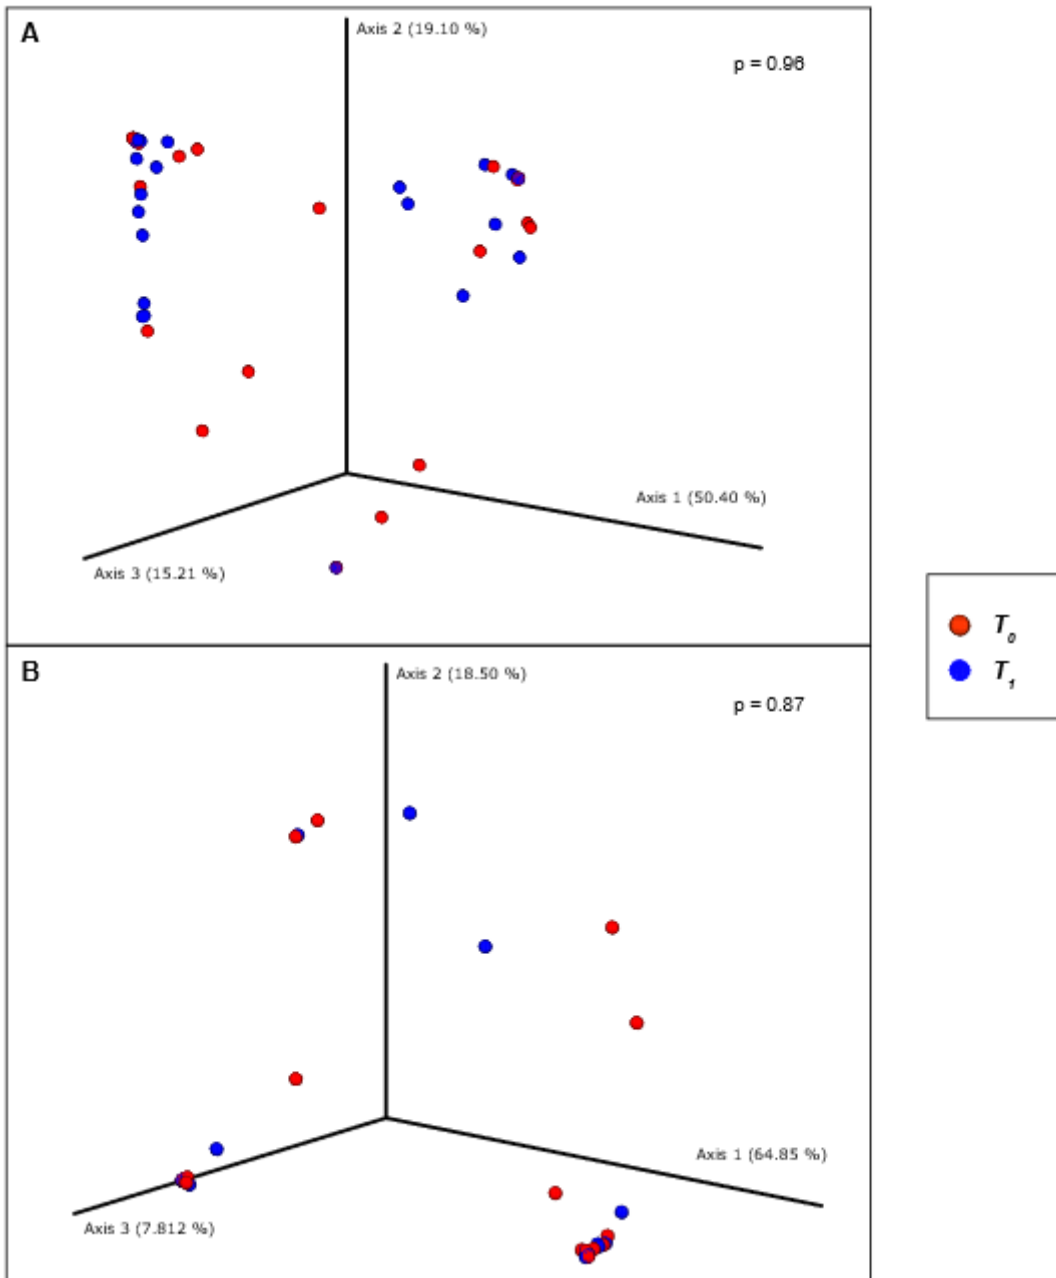 A
Axis 2 (19.10 %)
p = 0.96
Axis 1 (50.40 %)
Axis 3 (15.21 %)
T0
T1
B
Axis 2 (18.50 %)
p = 0.87
Axis 1 (64.85 %)
Axis 3 (7.812 %)